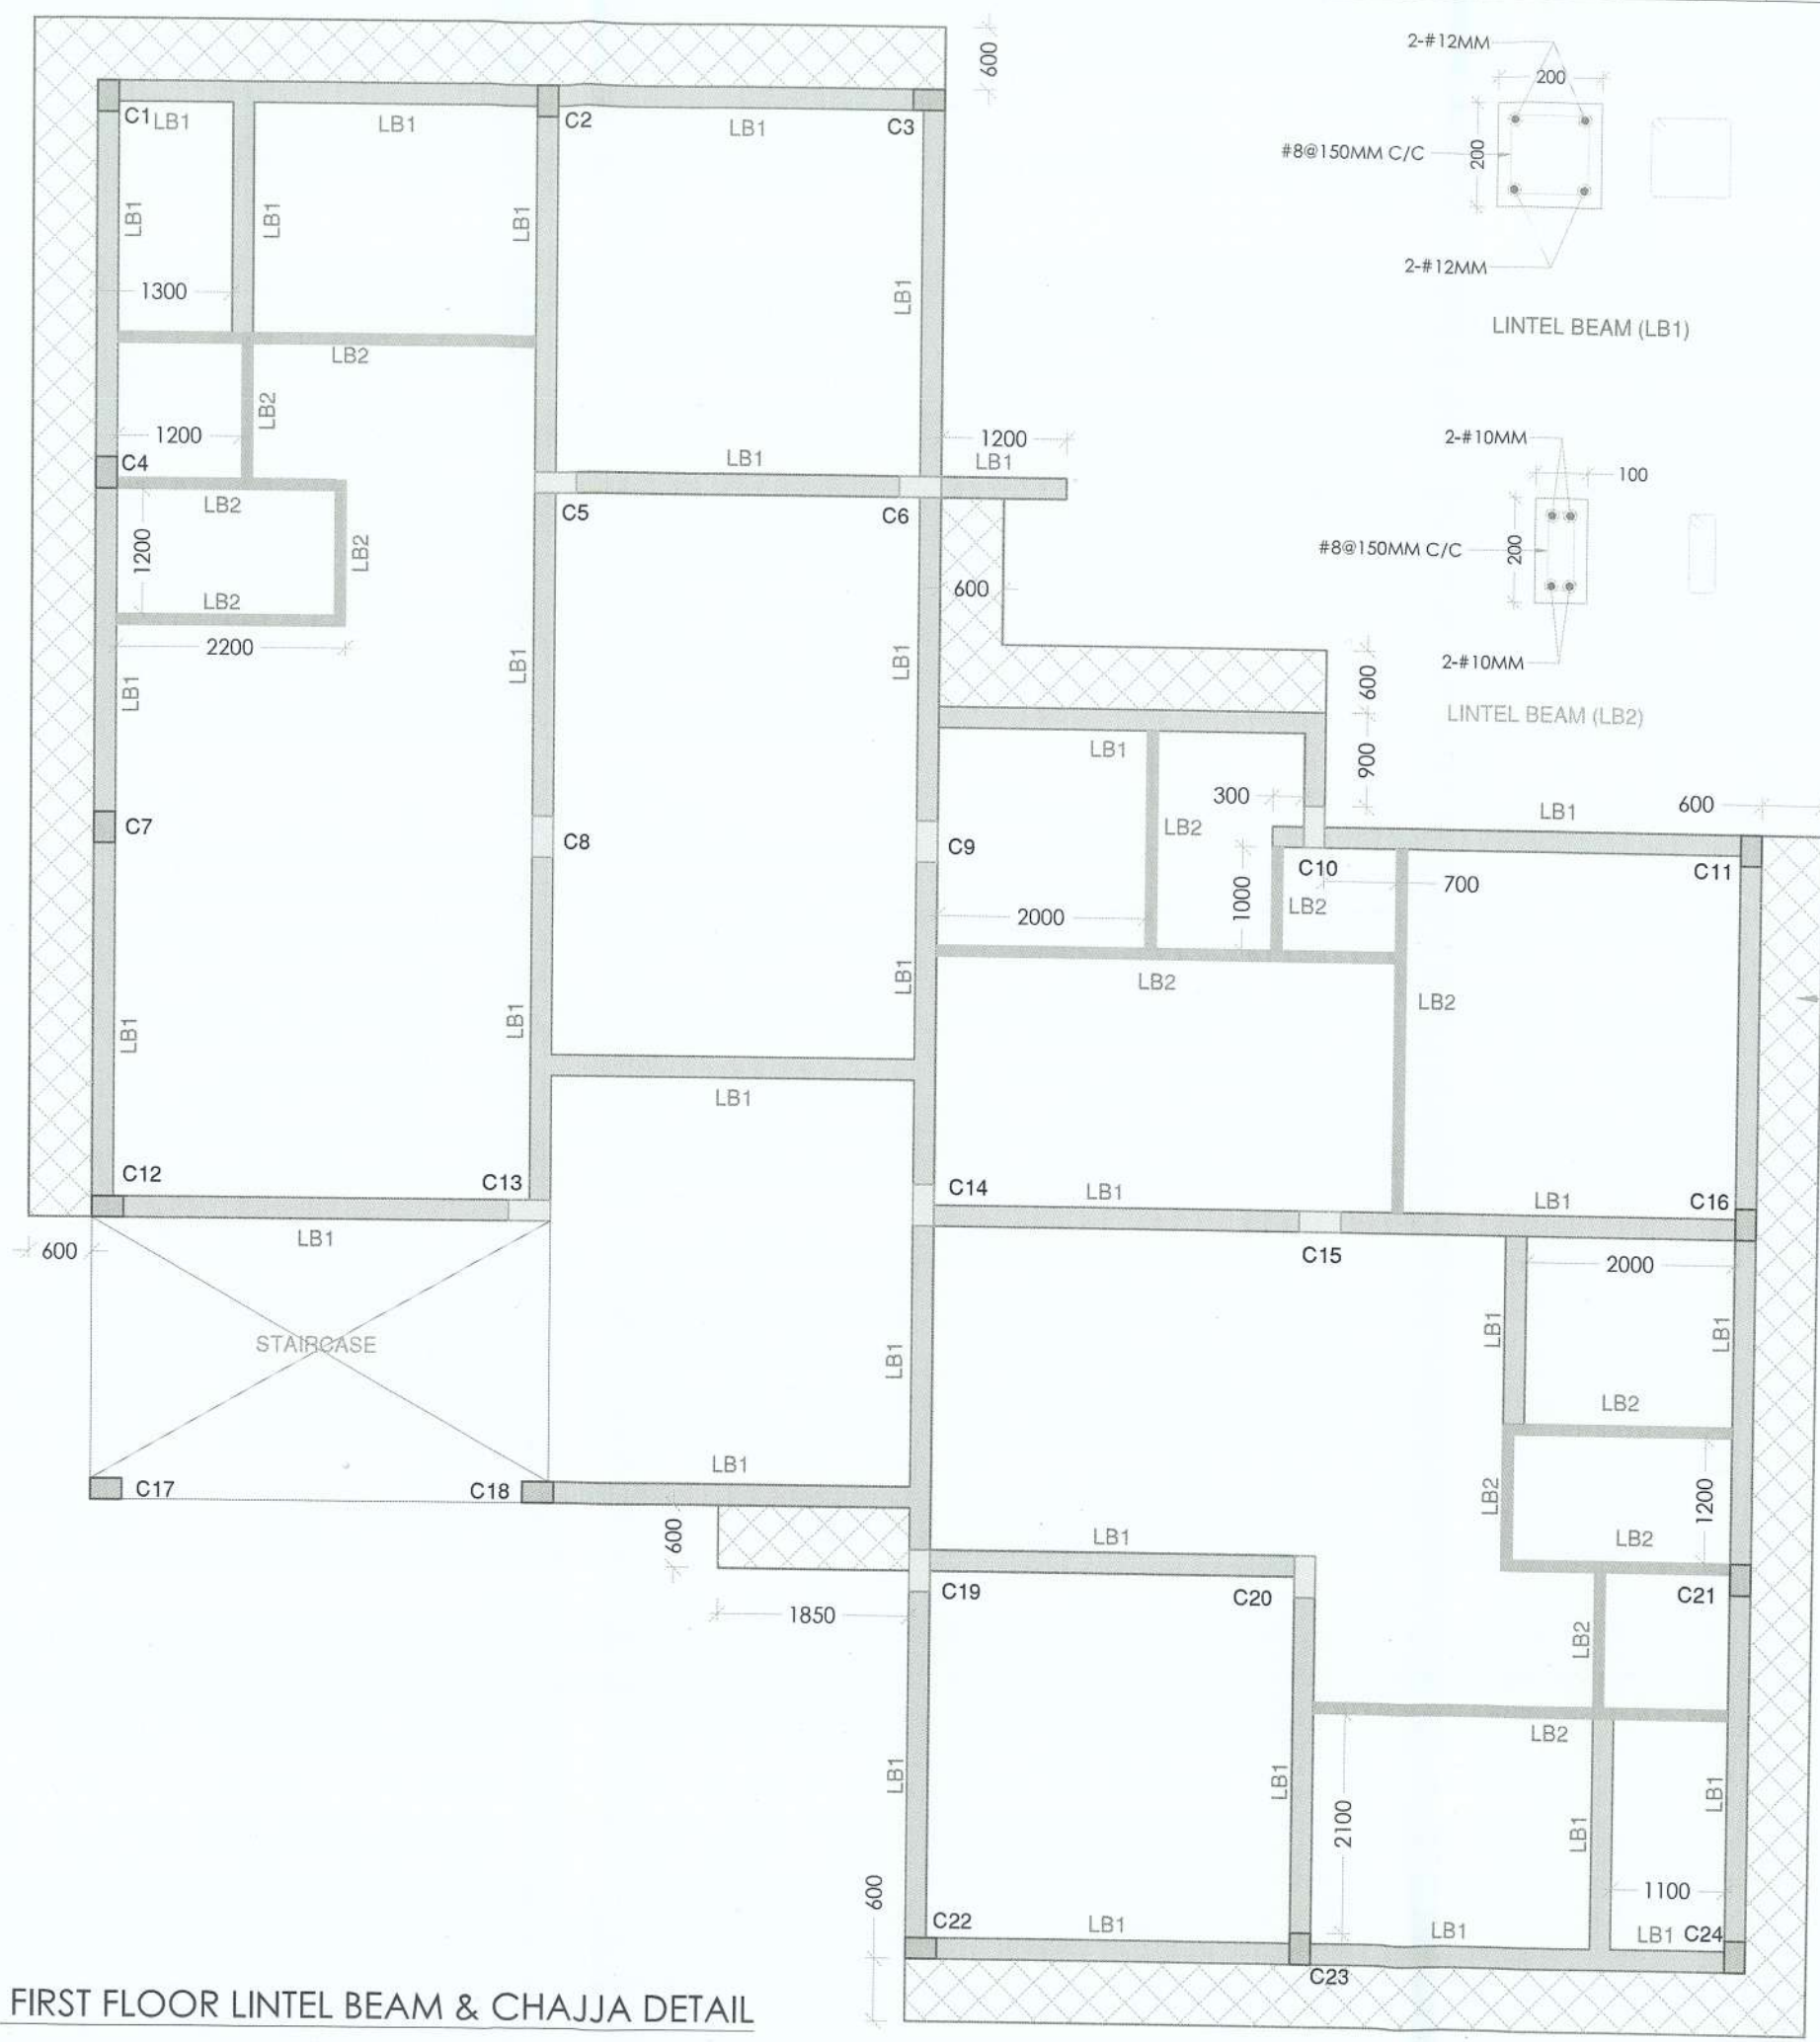 2-#12MM
200
#8@150MM C/C
200
2-#12MM
LINTEL BEAM (LB1)
2-#10MM
100
#8@150MM C/C
200
2-#10MM
LINTEL BEAM (LB2)
600
C1
LB1
LB1
C2
LB1
C3
LB1
LB1
LB1
LB1
1300
LB2
LB2
1200
C4
LB1
1200
LB1
LB2
C5
C6
1200
LB2
LB2
600
2200
LB1
LB1
LB1
600
LB1
900
300
LB1
600
C7
C8
C9
LB2
C10
C11
700
1000
LB2
2000
LB1
LB2
LB2
LB1
LB1
LB1
C12
C13
C14
LB1
LB1
C16
LB1
600
C15
2000
STAIRCASE
LB1
LB1
LB1
LB2
LB1
C17
C18
LB2
1200
600
LB1
LB2
C19
C20
C21
1850
LB2
LB2
LB1
LB1
2100
LB1
LB1
1100
600
C22
LB1
LB1
LB1
C24
C23
FIRST FLOOR LINTEL BEAM & CHAJJA DETAIL